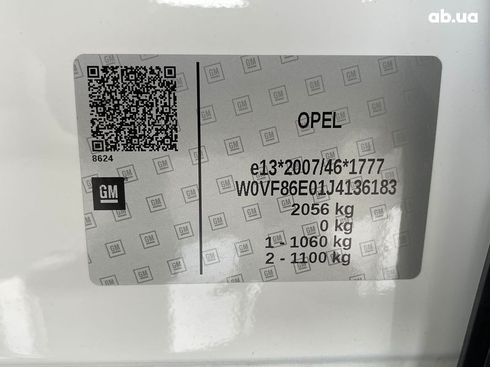 ab.ua
8624
GM
OPEL
e13*2007/46*1777
W0VF86E01J4136183
2056 kg
0 kg
1 - 1060 kg
2 - 1100 kg